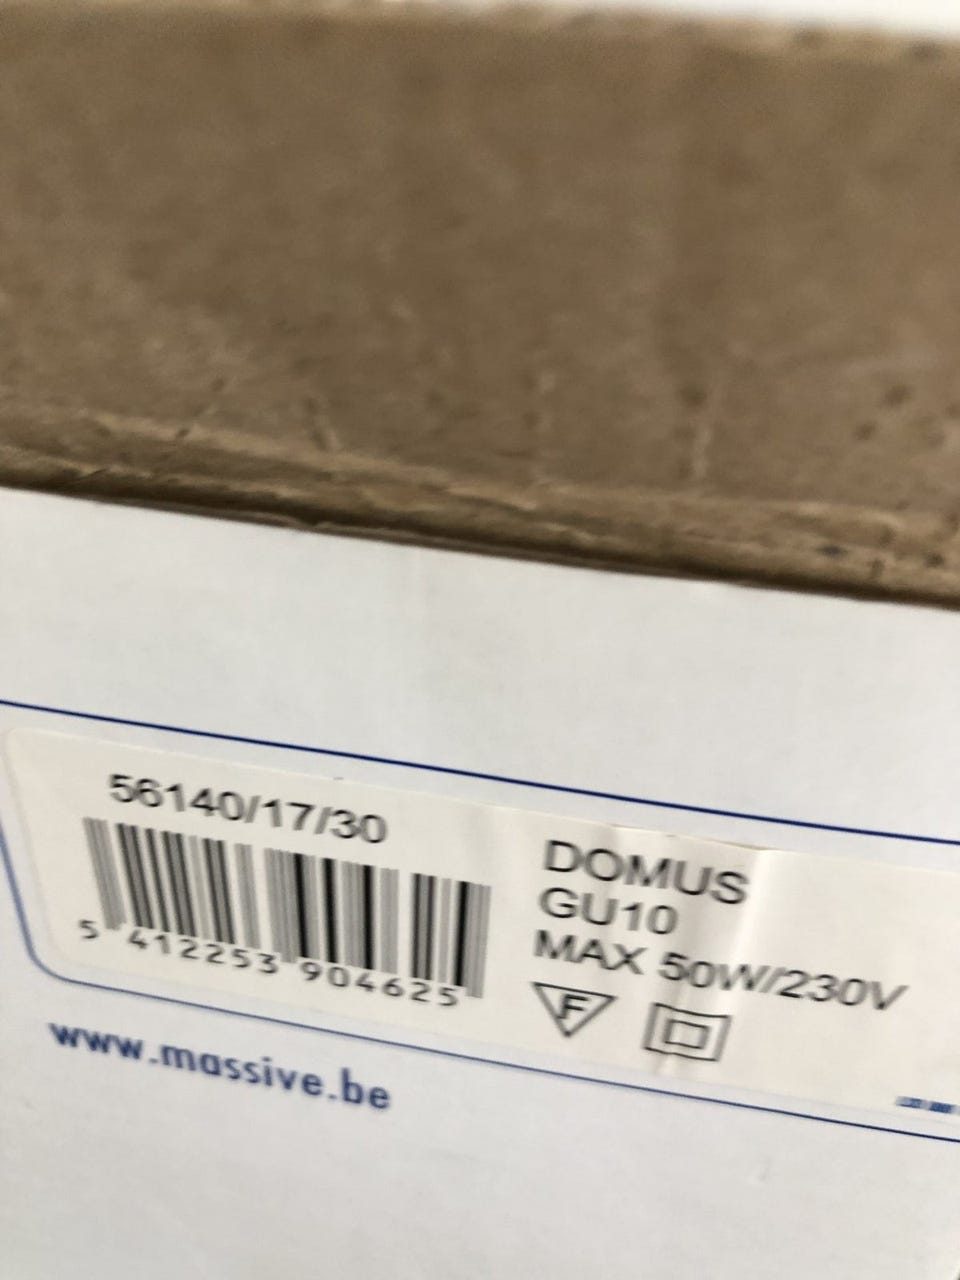 56140/17/30
5 412253 904625
DOMUS
GU10
MAX 50W/230V
F
www.massive.be